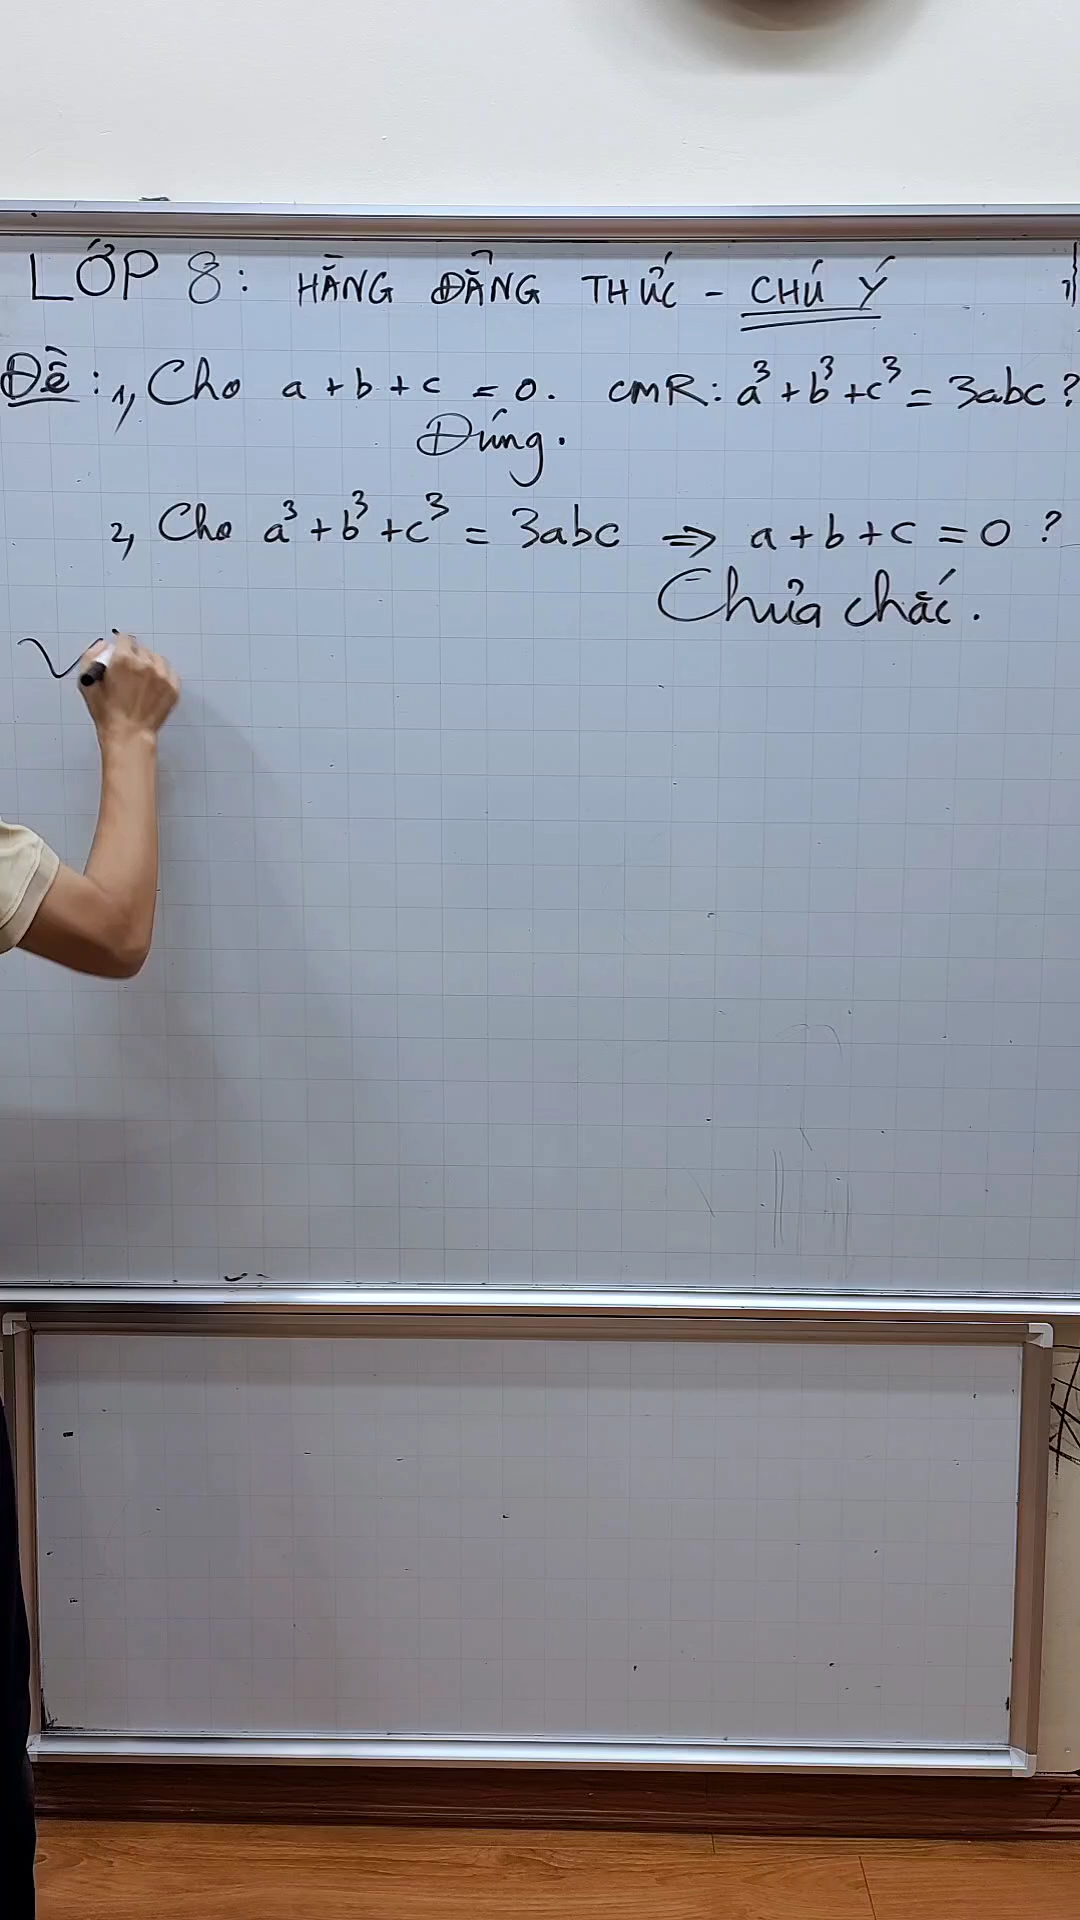 LỚP 8: HẰNG ĐẲNG THỨC - CHÚ Ý
Đề: 1, Cho a + b + c = 0. CMR: a³ + b³ + c³ = 3abc ?
Đúng.
2, Cho a³ + b³ + c³ = 3abc ⇒ a + b + c = 0 ?
Chưa chắc.